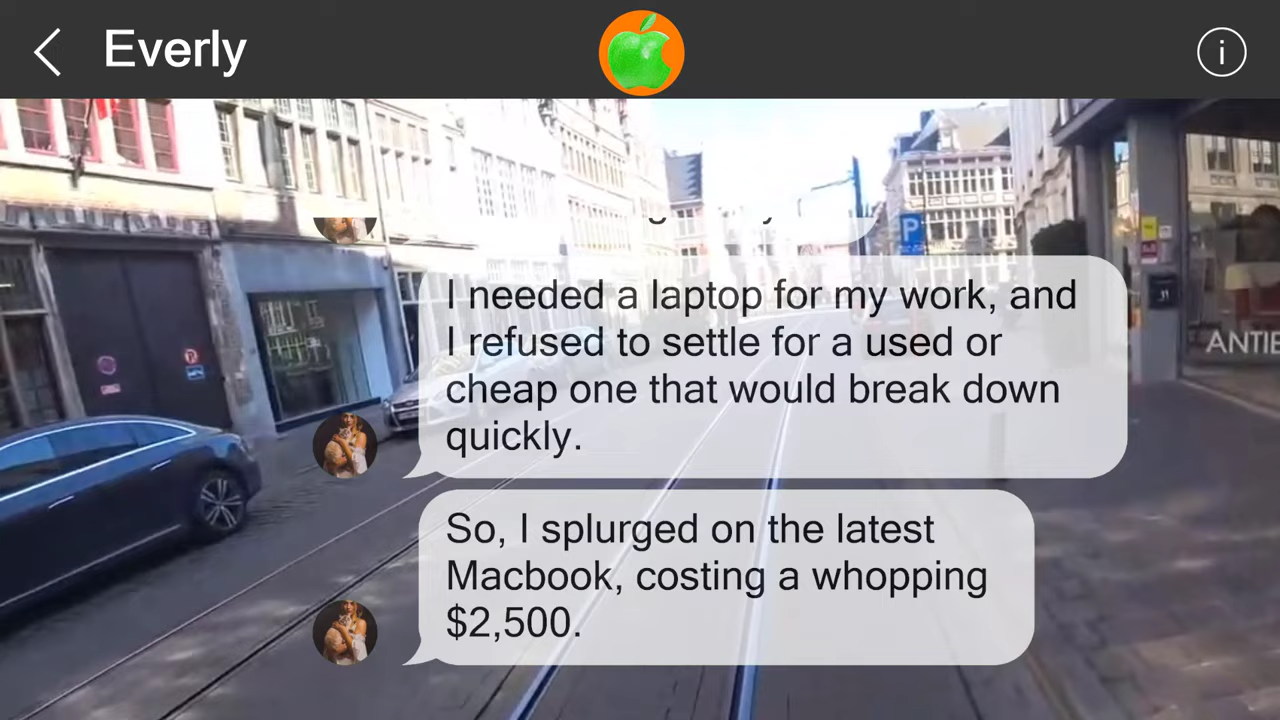 Everly
i
P
I needed a laptop for my work, and
I refused to settle for a used or
cheap one that would break down
quickly.
ANTIE
So, I splurged on the latest
Macbook, costing a whopping
$2,500.